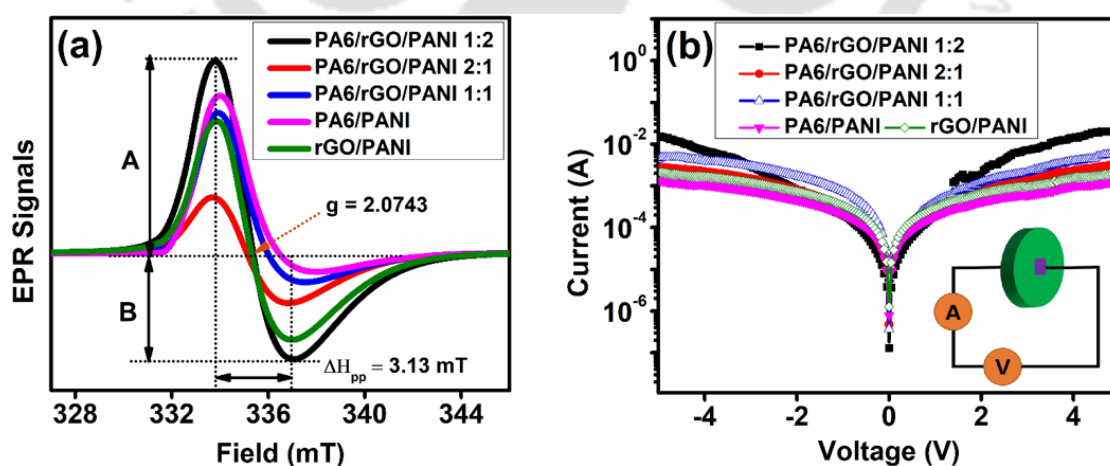 (a)
PA6/rGO/PANI 1:2
PA6/rGO/PANI 2:1
PA6/rGO/PANI 1:1
PA6/PANI
rGO/PANI
A
B
g = 2.0743
ΔHpp = 3.13 mT
EPR Signals
328 332 336 340 344
Field (mT)
(b)
PA6/rGO/PANI 1:2
PA6/rGO/PANI 2:1
PA6/rGO/PANI 1:1
PA6/PANI rGO/PANI
10^0
10^-2
10^-4
10^-6
Current (A)
A
V
-4 -2 0 2 4
Voltage (V)